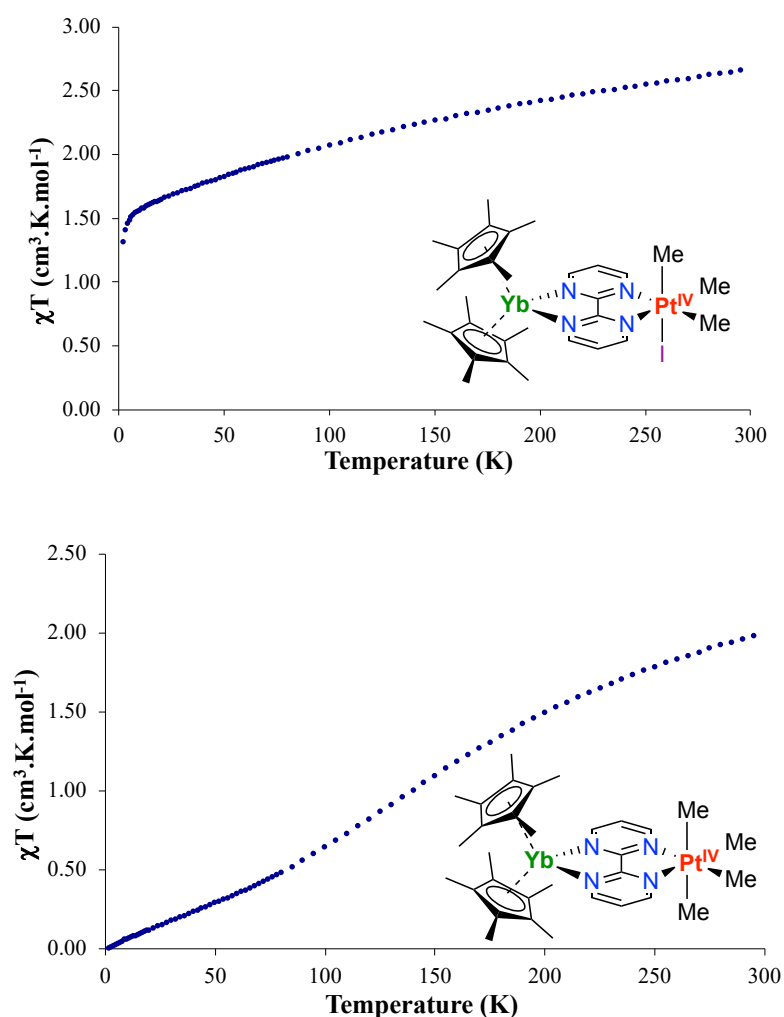 χT (cm³.K.mol⁻¹)
3.00
2.50
2.00
1.50
1.00
0.50
0.00
0 50 100 150 200 250 300
Temperature (K)
Yb
N N
N N
Pt^IV
Me
Me
Me
I
χT (cm³.K.mol⁻¹)
2.50
2.00
1.50
1.00
0.50
0.00
0 50 100 150 200 250 300
Temperature (K)
Yb
N N
N N
Pt^IV
Me
Me
Me
Me